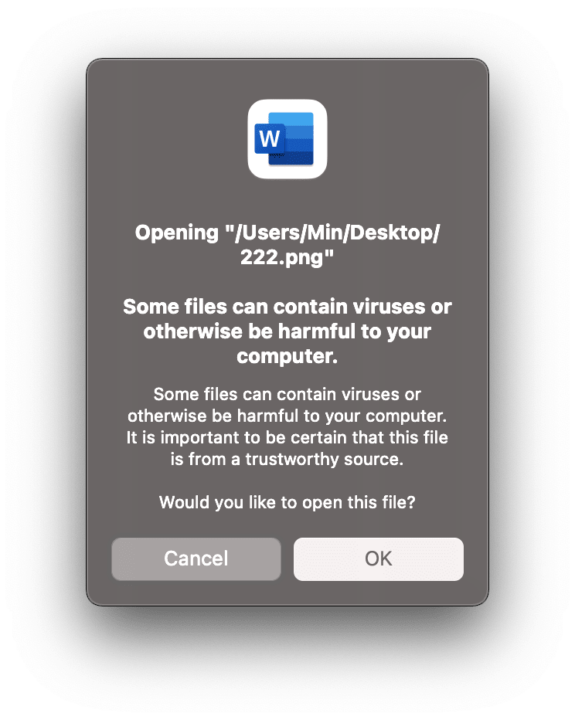 W
Opening "/Users/Min/Desktop/
222.png"
Some files can contain viruses or
otherwise be harmful to your
computer.
Some files can contain viruses or
otherwise be harmful to your computer.
It is important to be certain that this file
is from a trustworthy source.
Would you like to open this file?
Cancel
OK